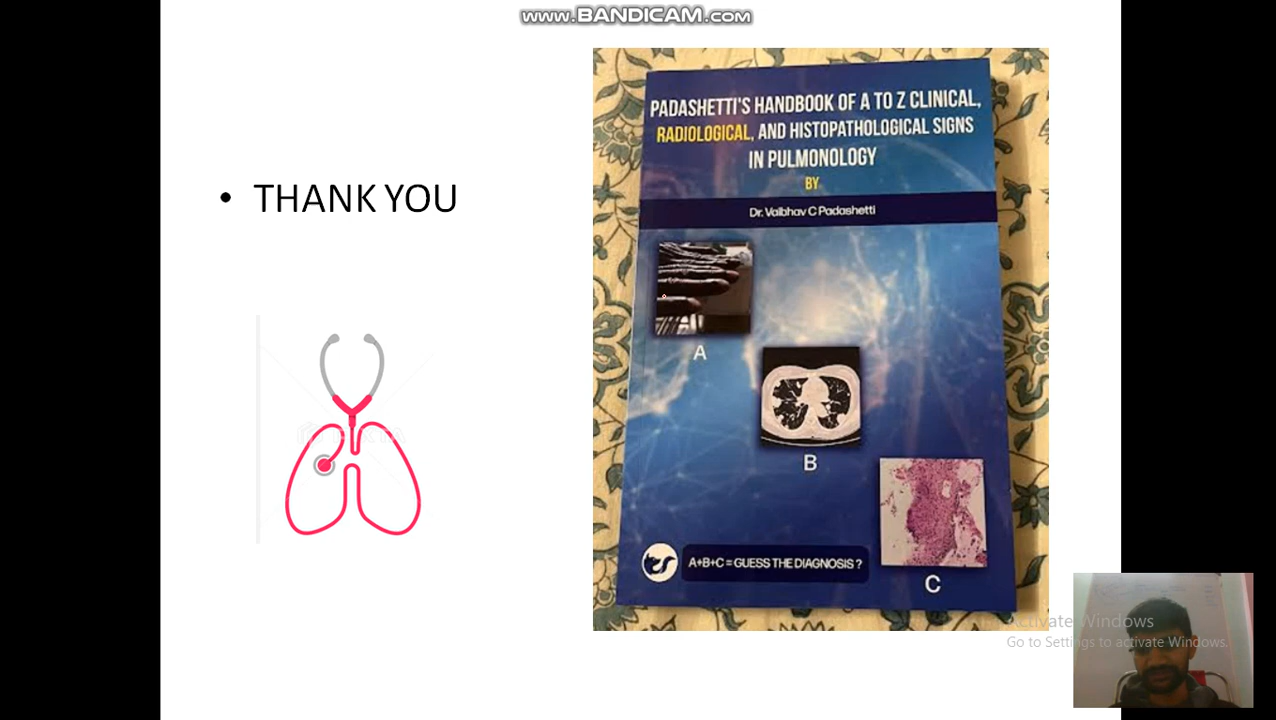 www.BANDICAM.com
• THANK YOU
PADASHETTI'S HANDBOOK OF A TO Z CLINICAL,
RADIOLOGICAL, AND HISTOPATHOLOGICAL SIGNS
IN PULMONOLOGY
BY
Dr. Vaibhav C Padashetti
A
B
C
A+B+C = GUESS THE DIAGNOSIS ?
Activate Windows
Go to Settings to activate Windows.